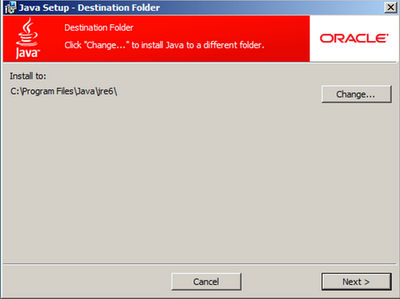 Java Setup - Destination Folder
Destination Folder
Click "Change..." to install Java to a different folder.
Java™
ORACLE®
Install to:
C:\Program Files\Java\jre6\
Change...
Cancel
Next >